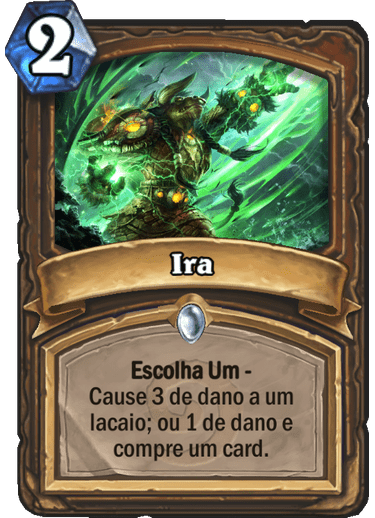 2
Ira
Escolha Um -
Cause 3 de dano a um
lacaio; ou 1 de dano e
compre um card.